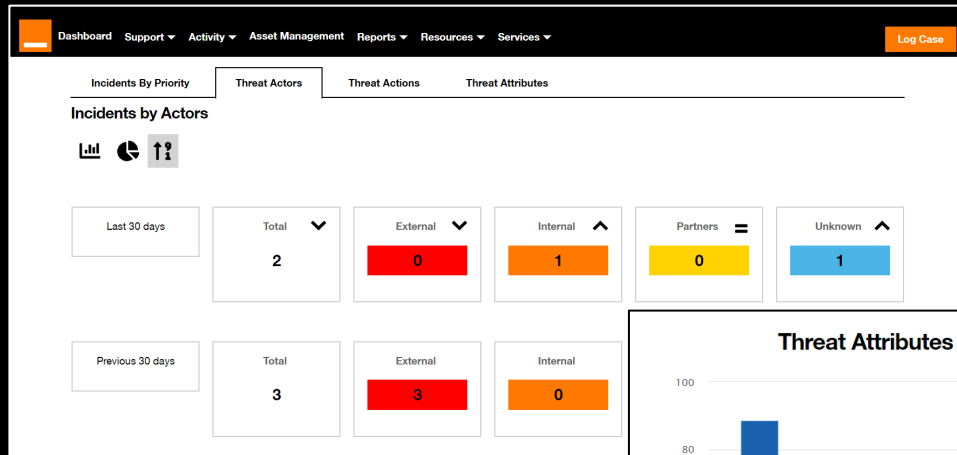 Dashboard Support Activity Asset Management Reports Resources Services Log Case
Incidents By Priority Threat Actors Threat Actions Threat Attributes
Incidents by Actors
Last 30 days Total External Internal Partners Unknown
2 0 1 0 1
Previous 30 days Total External Internal
3 3 0
Threat Attributes
100
80